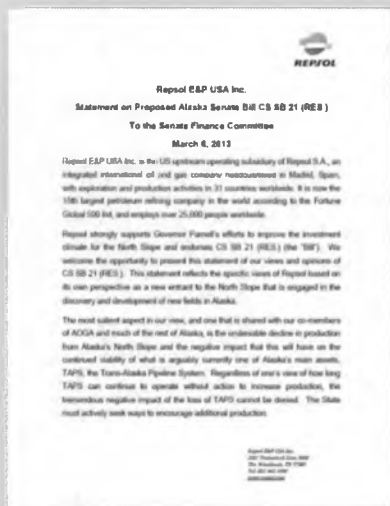 REPSOL
Repsol E&P USA Inc.
Statement on Proposed Alaska Senate Bill CS SB 21 (RES )
To the Senate Finance Committee
March 6, 2013
Repsol E&P USA Inc. is the US upstream operating subsidiary of Repsol S.A., an
integrated international oil and gas company headquartered in Madrid, Spain,
with exploration and production activities in 31 countries worldwide. It is now the
15th largest petroleum refining company in the world according to the Fortune
Global 500 list, and employs over 25,000 people worldwide.
Repsol strongly supports Governor Parnell's efforts to improve the investment
climate for the North Slope and endorses CS SB 21 (RES ) (the "Bill"). We
welcome the opportunity to present this statement of our views and opinions of
CS SB 21 (RES ). This statement reflects the specific views of Repsol based on
its own perspective as a new entrant to the North Slope that is engaged in the
discovery and development of new fields in Alaska.
The most salient aspect in our view, and one that is shared with our co-members
of AOGA and much of the rest of Alaska, is the undeniable decline in production
from Alaska's North Slope and the negative impact that this will have on the
continued viability of what is arguably currently one of Alaska's main assets,
TAPS, the Trans-Alaska Pipeline System. Regardless of one's view of how long
TAPS can continue to operate without action to increase production, the
tremendous negative impact of the loss of TAPS cannot be denied. The State
must actively seek ways to encourage additional production.
Repsol E&P USA Inc.